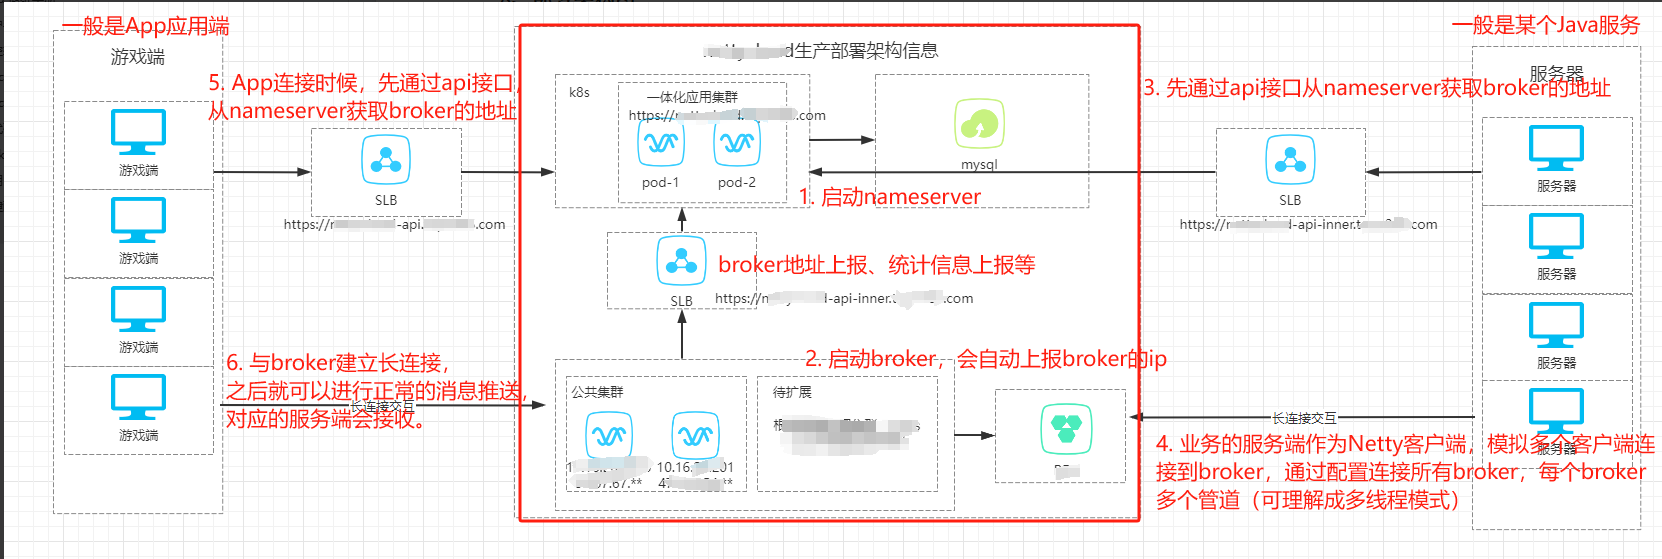 一般是App应用端
游戏端
游戏端
游戏端
游戏端
游戏端
5. App连接时候，先通过api接口，
从nameserver获取broker的地址
SLB
https://n -api. .com
6. 与broker建立长连接，
之后就可以进行正常的消息推送，
对应的服务端会接收。
长连接交互
生产部署架构信息
k8s
一体化应用集群
https:// .com
pod-1
pod-2
mysql
1. 启动nameserver
SLB
broker地址上报、统计信息上报等
https://n d-api-inner. .com
2. 启动broker，会自动上报broker的ip
公共集群
10.16. .201
67.**
47. .**
待扩展
一般是某个Java服务
服务器
3. 先通过api接口从nameserver获取broker的地址
SLB
https://n d-api-inner.t .com
服务器
服务器
服务器
服务器
长连接交互
4. 业务的服务端作为Netty客户端，模拟多个客户端连
接到broker，通过配置连接所有broker，每个broker
多个管道（可理解成多线程模式）